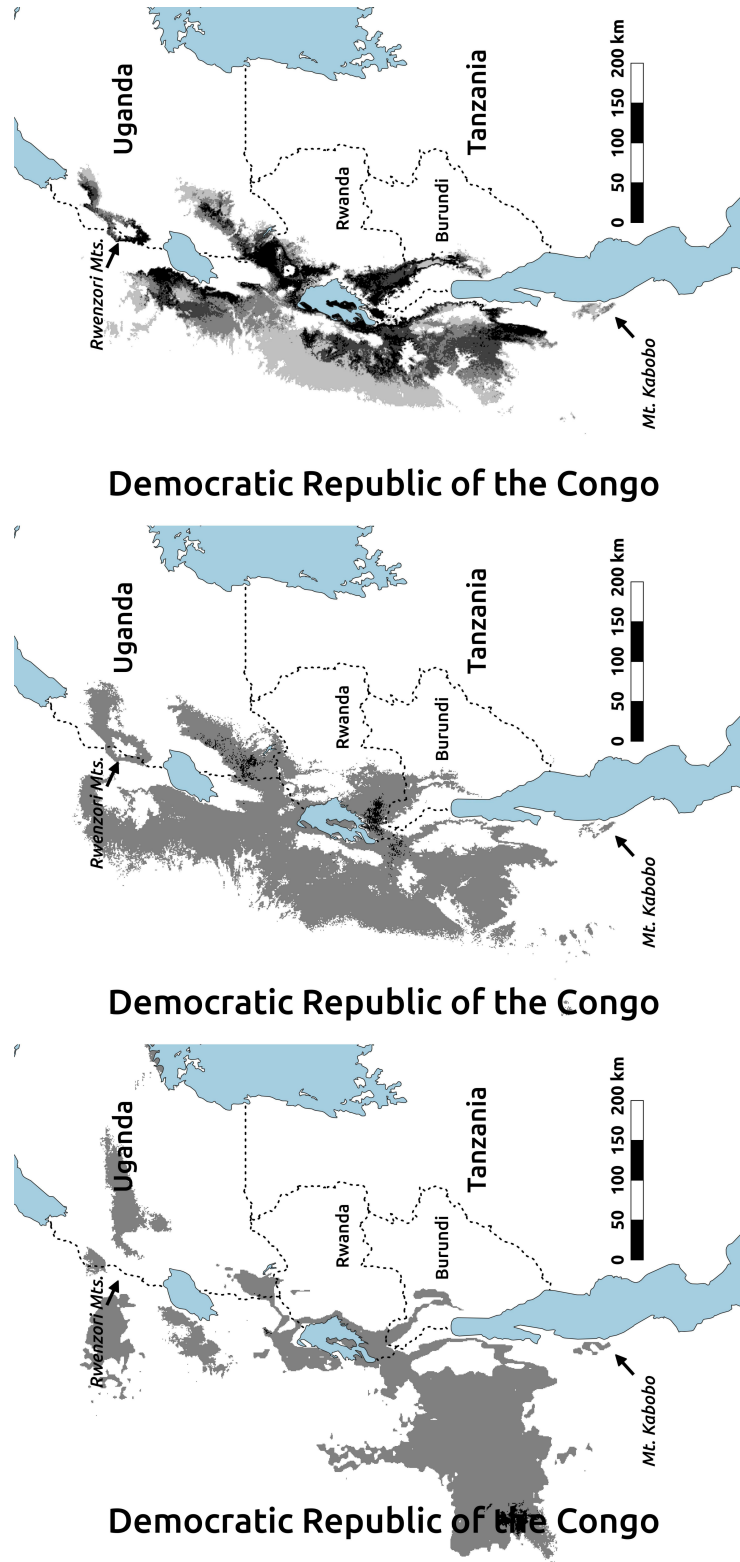 Rwenzori Mts.
Uganda
Rwanda
Burundi
Tanzania
0 50 100 150 200 km
Mt. Kabobo
Democratic Republic of the Congo
Rwenzori Mts.
Uganda
Rwanda
Burundi
Tanzania
0 50 100 150 200 km
Mt. Kabobo
Democratic Republic of the Congo
Rwenzori Mts.
Uganda
Rwanda
Burundi
Tanzania
0 50 100 150 200 km
Mt. Kabobo
Democratic Republic of the Congo